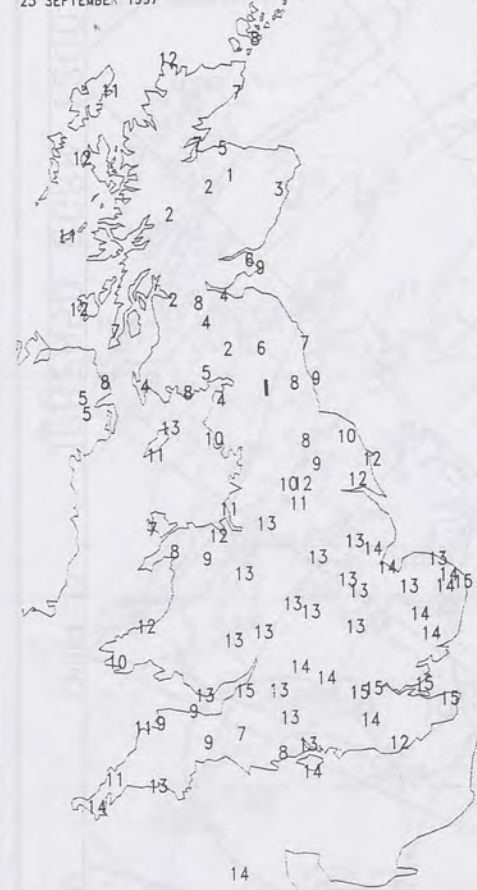 23 SEPTEMBER 1997
8
12
11 7
5
12 1
2 3
2
11
6
9
7
2 8 4
12 4
7
2 6 7
5
8 4 8 4 8 9
5
5
13 10 8 10
11 9 12
10 12 12
11 11
7 12 13
8 9 13 13 14 13
14 14
13 13 13 14 15
13 13 14
12 13 13 13 14
10 14
14
13 15 13 15 15 15 15
9 13 14
11 9 7
9 8 13 12
14
11 13
14
14